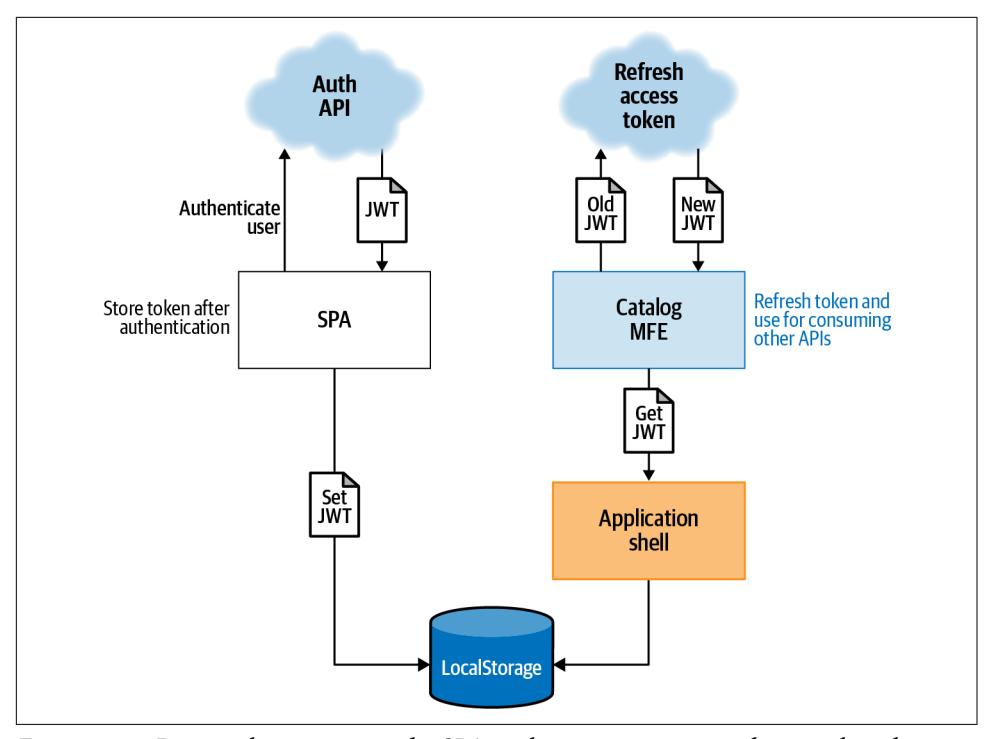 Auth
API
Refresh
access
token
Authenticate
user
JWT
Old
JWT
New
JWT
Store token after
authentication
SPA
Catalog
MFE
Refresh token and
use for consuming
other APIs
Get
JWT
Set
JWT
Application
shell
LocalStorage